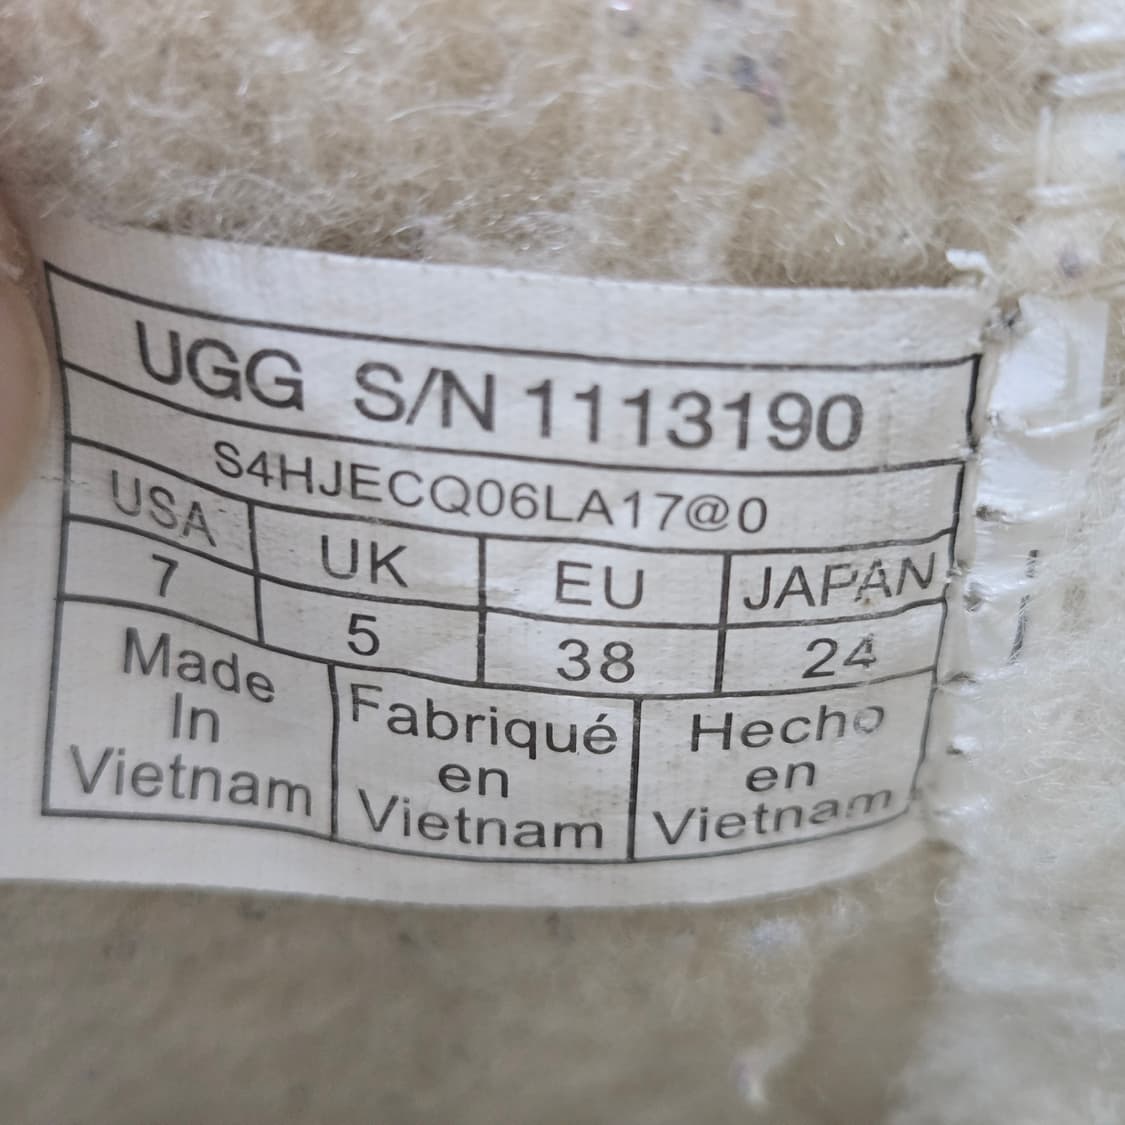 UGG S/N 1113190
S4HJECQ06LA17@0
USA UK EU JAPAN
7 5 38 24
Made
In
Vietnam
Fabriqué
en
Vietnam
Hecho
en
Vietnam